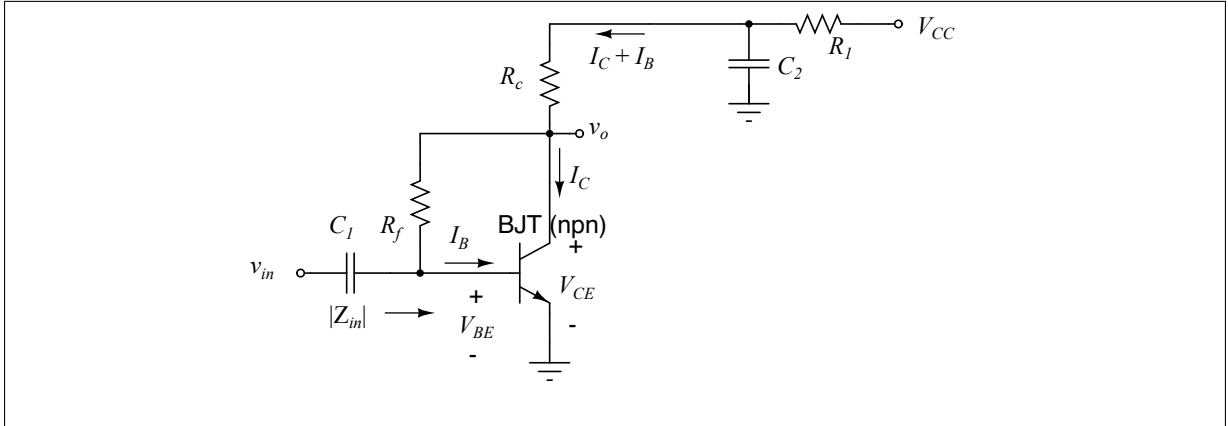 V_CC
R_1
I_C + I_B
C_2
R_c
v_o
I_C
BJT (npn)
+
C_1
R_f
I_B
v_in
V_CE
+
|Z_in|
V_BE
-
-